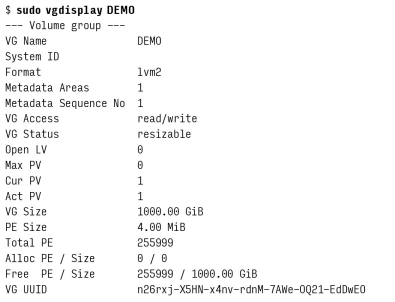 $ sudo vgdisplay DEMO
--- Volume group ---
VG Name DEMO
System ID
Format lvm2
Metadata Areas 1
Metadata Sequence No 1
VG Access read/write
VG Status resizable
Open LV 0
Max PV 0
Cur PV 1
Act PV 1
VG Size 1000.00 GiB
PE Size 4.00 MiB
Total PE 255999
Alloc PE / Size 0 / 0
Free PE / Size 255999 / 1000.00 GiB
VG UUID n26rxj-X5HN-x4nv-rdnM-7AWe-OQ21-EdDwEO